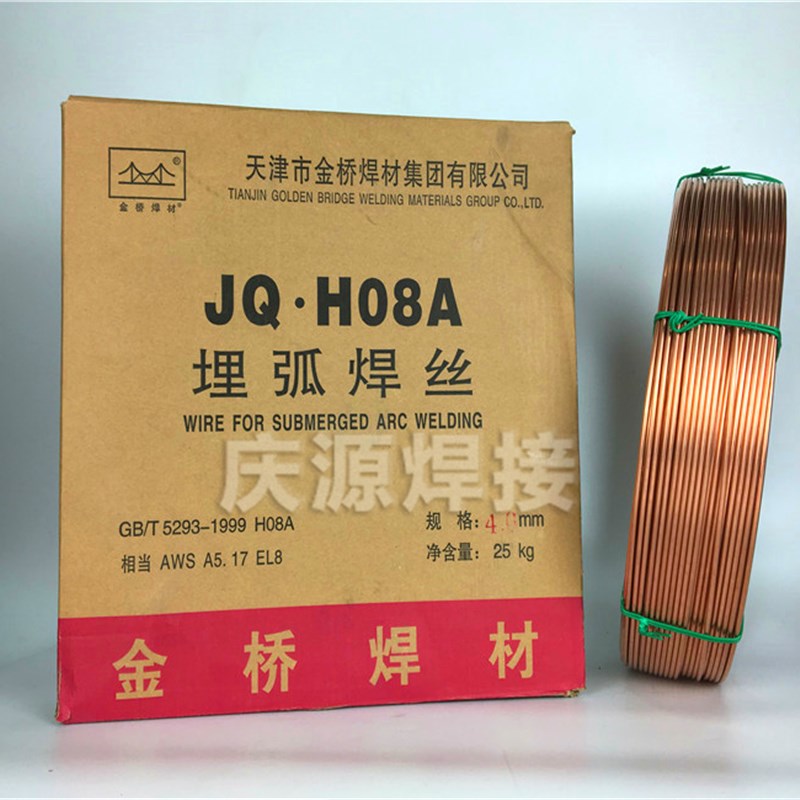 ®
金桥焊材®
天津市金桥焊材集团有限公司
TIANJIN GOLDEN BRIDGE WELDING MATERIALS GROUP CO.,LTD.
JQ·H08A
埋弧焊丝
WIRE FOR SUBMERGED ARC WELDING
庆源焊接
GB/T 5293-1999 H08A
规 格: 4.0mm
相当 AWS A5.17 EL8
净含量: 25 kg
金桥焊材